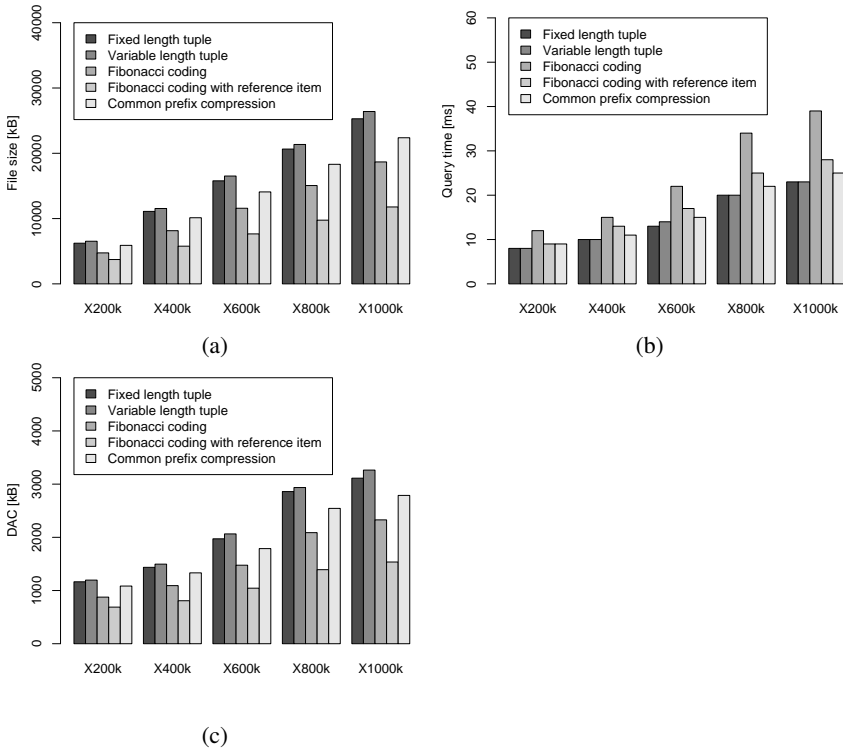 File size [kB]
0
10000
20000
30000
40000
Fixed length tuple
Variable length tuple
Fibonacci coding
Fibonacci coding with reference item
Common prefix compression
X200k X400k X600k X800k X1000k
(a)
Query time [ms]
0
10
20
30
40
50
60
Fixed length tuple
Variable length tuple
Fibonacci coding
Fibonacci coding with reference item
Common prefix compression
X200k X400k X600k X800k X1000k
(b)
DAC [kB]
0
1000
2000
3000
4000
5000
Fixed length tuple
Variable length tuple
Fibonacci coding
Fibonacci coding with reference item
Common prefix compression
X200k X400k X600k X800k X1000k
(c)